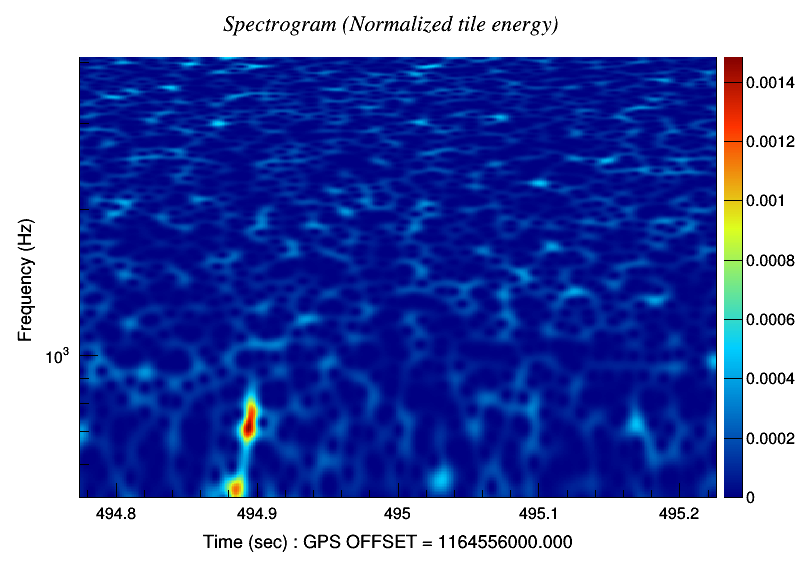 Spectrogram (Normalized tile energy)
Frequency (Hz)
10³
494.8 494.9 495 495.1 495.2
Time (sec) : GPS OFFSET = 1164556000.000
0.0014
0.0012
0.001
0.0008
0.0006
0.0004
0.0002
0